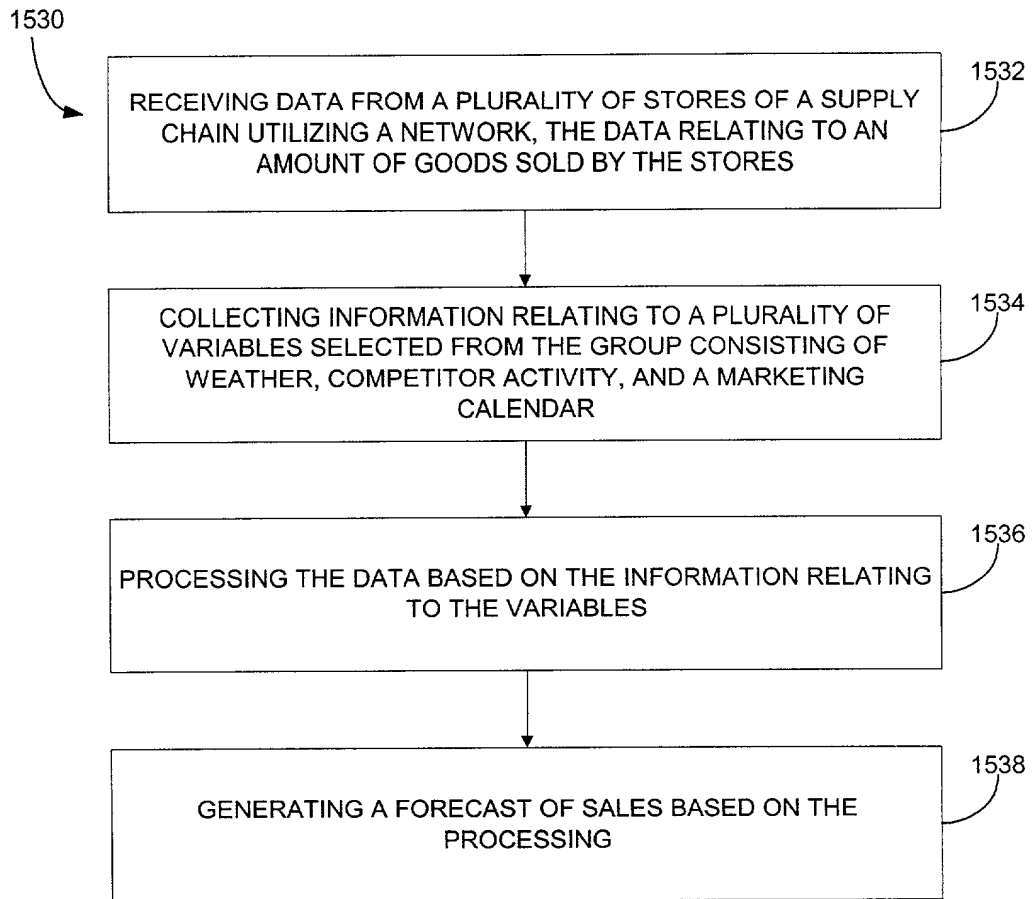 1530
1532
RECEIVING DATA FROM A PLURALITY OF STORES OF A SUPPLY
CHAIN UTILIZING A NETWORK, THE DATA RELATING TO AN
AMOUNT OF GOODS SOLD BY THE STORES
1534
COLLECTING INFORMATION RELATING TO A PLURALITY OF
VARIABLES SELECTED FROM THE GROUP CONSISTING OF
WEATHER, COMPETITOR ACTIVITY, AND A MARKETING
CALENDAR
1536
PROCESSING THE DATA BASED ON THE INFORMATION RELATING
TO THE VARIABLES
1538
GENERATING A FORECAST OF SALES BASED ON THE
PROCESSING